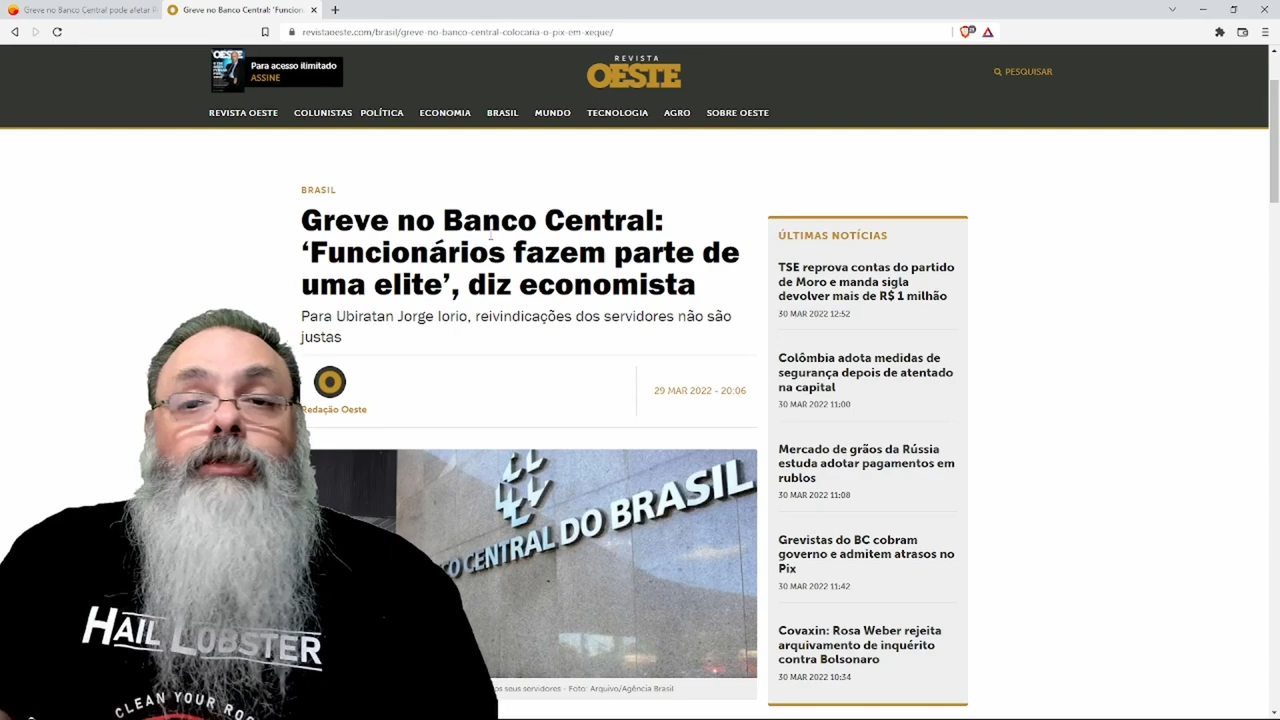 Greve no Banco Central pode afetar
Greve no Banco Central: 'Funcion
revistaoeste.com/brasil/greve-no-banco-central-colocaria-o-pix-em-xeque/
OESTE
Para acesso ilimitado
ASSINE
REVISTA
OESTE
PESQUISAR
REVISTA OESTE COLUNISTAS POLÍTICA ECONOMIA BRASIL MUNDO TECNOLOGIA AGRO SOBRE OESTE
BRASIL
Greve no Banco Central:
‘Funcionários fazem parte de
uma elite’, diz economista
Para Ubiratan Jorge Iorio, reivindicações dos servidores não são
justas
Redação Oeste
29 MAR 2022 - 20:06
CENTRAL DO BRASIL
os seus servidores - Foto: Arquivo/Agência Brasil
ÚLTIMAS NOTÍCIAS
TSE reprova contas do partido
de Moro e manda sigla
devolver mais de R$ 1 milhão
30 MAR 2022 12:52
Colômbia adota medidas de
segurança depois de atentado
na capital
30 MAR 2022 11:00
Mercado de grãos da Rússia
estuda adotar pagamentos em
rublos
30 MAR 2022 11:08
Grevistas do BC cobram
governo e admitem atrasos no
Pix
30 MAR 2022 11:42
Covaxin: Rosa Weber rejeita
arquivamento de inquérito
contra Bolsonaro
30 MAR 2022 10:34
HAIL LOBSTER
CLEAN YOUR ROO